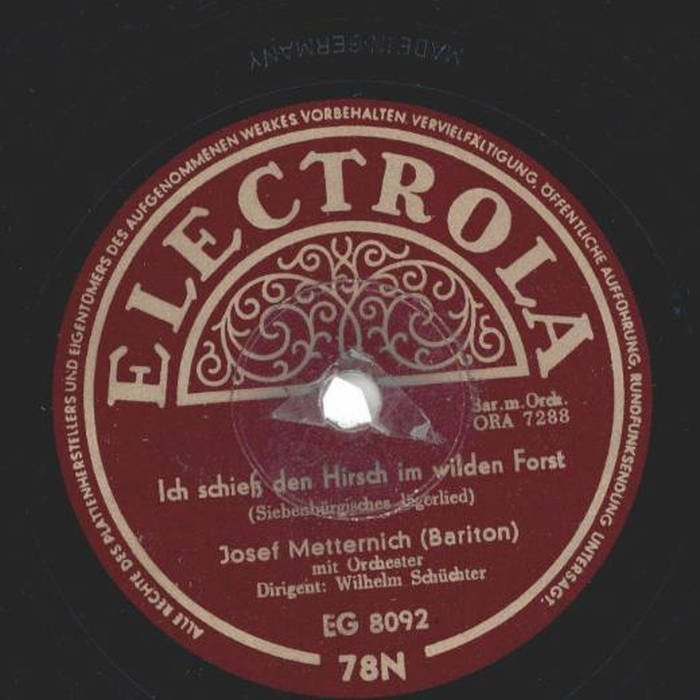 MADE IN GERMANY
ALLE RECHTE DES PLATTENHERSTELLERS UND EIGENTÜMERS DES AUFGENOMMENEN WERKES VORBEHALTEN. VERVIELFÄLTIGUNG, ÖFFENTLICHE AUFFÜHRUNG, RUNDFUNKSENDUNG UNTERSAGT.
ELECTROLA
Bar.m.Orch.
ORA 7288
Ich schieß den Hirsch im wilden Forst
(Siebenbürgisches Jägerlied)
Josef Metternich (Bariton)
mit Orchester
Dirigent: Wilhelm Schüchter
EG 8092
78N